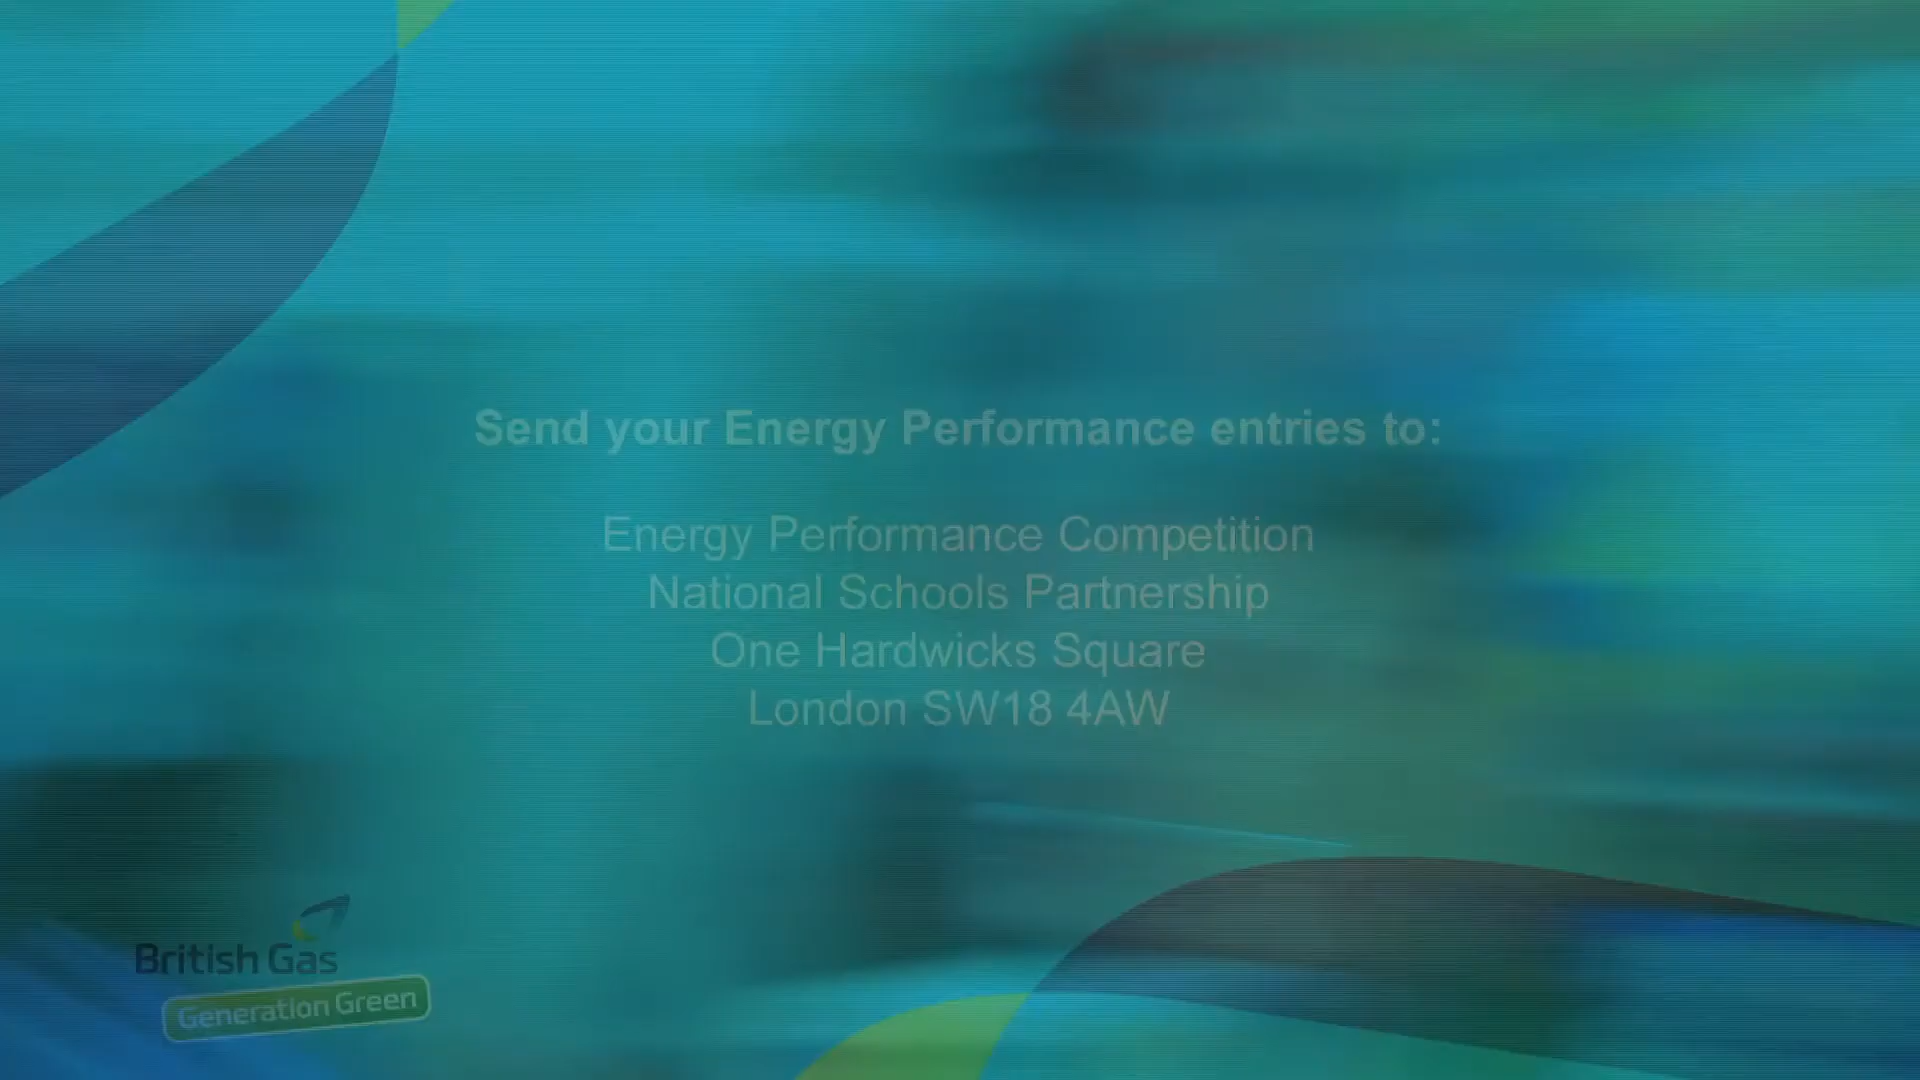 Send your Energy Performance entries to:
Energy Performance Competition
National Schools Partnership
One Hardwicks Square
London SW18 4AW
British Gas
Generation Green